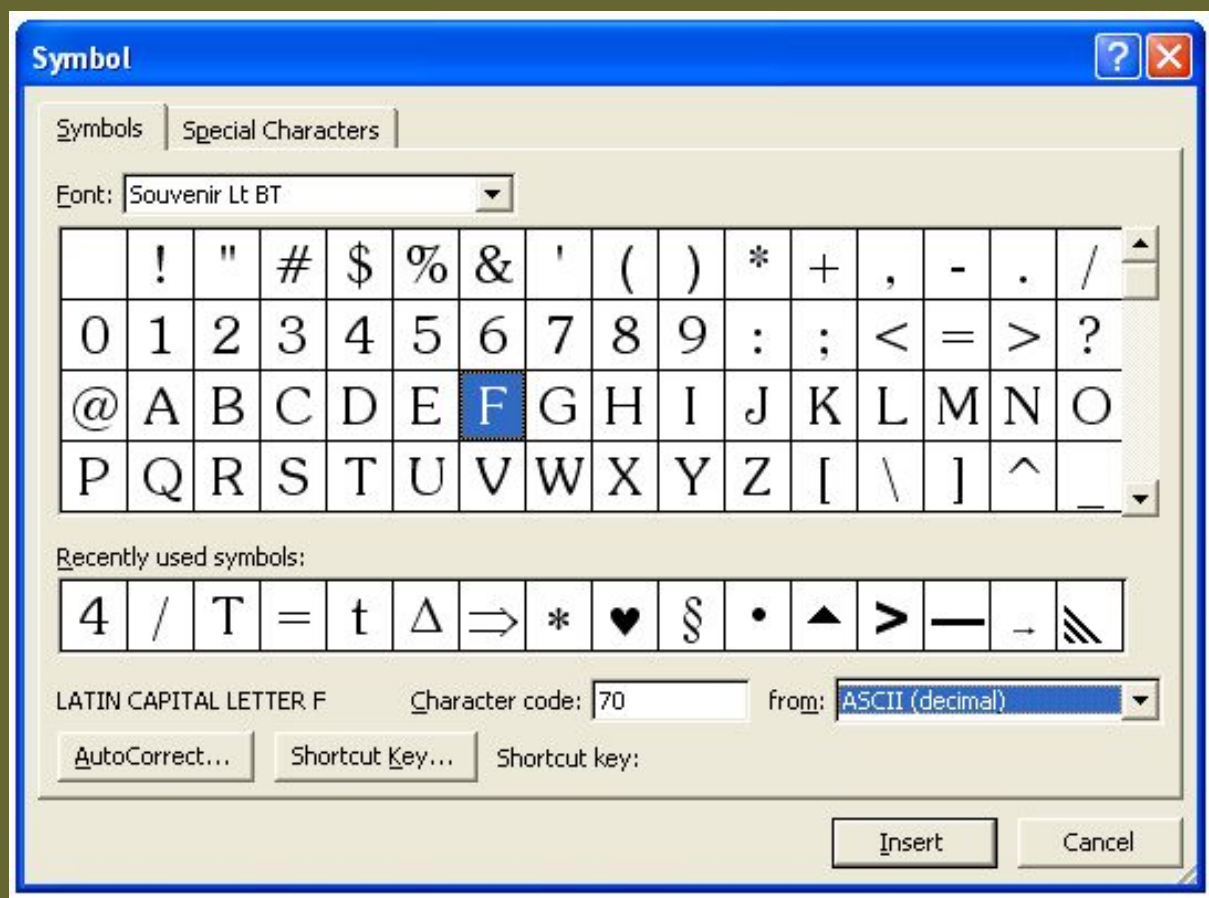 Symbol
Symbols Special Characters
Font: Souvenir Lt BT
! " # $ % & ' ( ) * + , - . /
0 1 2 3 4 5 6 7 8 9 : ; < = > ?
@ A B C D E F G H I J K L M N O
P Q R S T U V W X Y Z [ \ ] ^ _
Recently used symbols:
4 / T = t Δ ⇒ * ♥ § • ▲ > — →
LATIN CAPITAL LETTER F Character code: 70 from: ASCII (decimal)
AutoCorrect... Shortcut Key... Shortcut key:
Insert Cancel